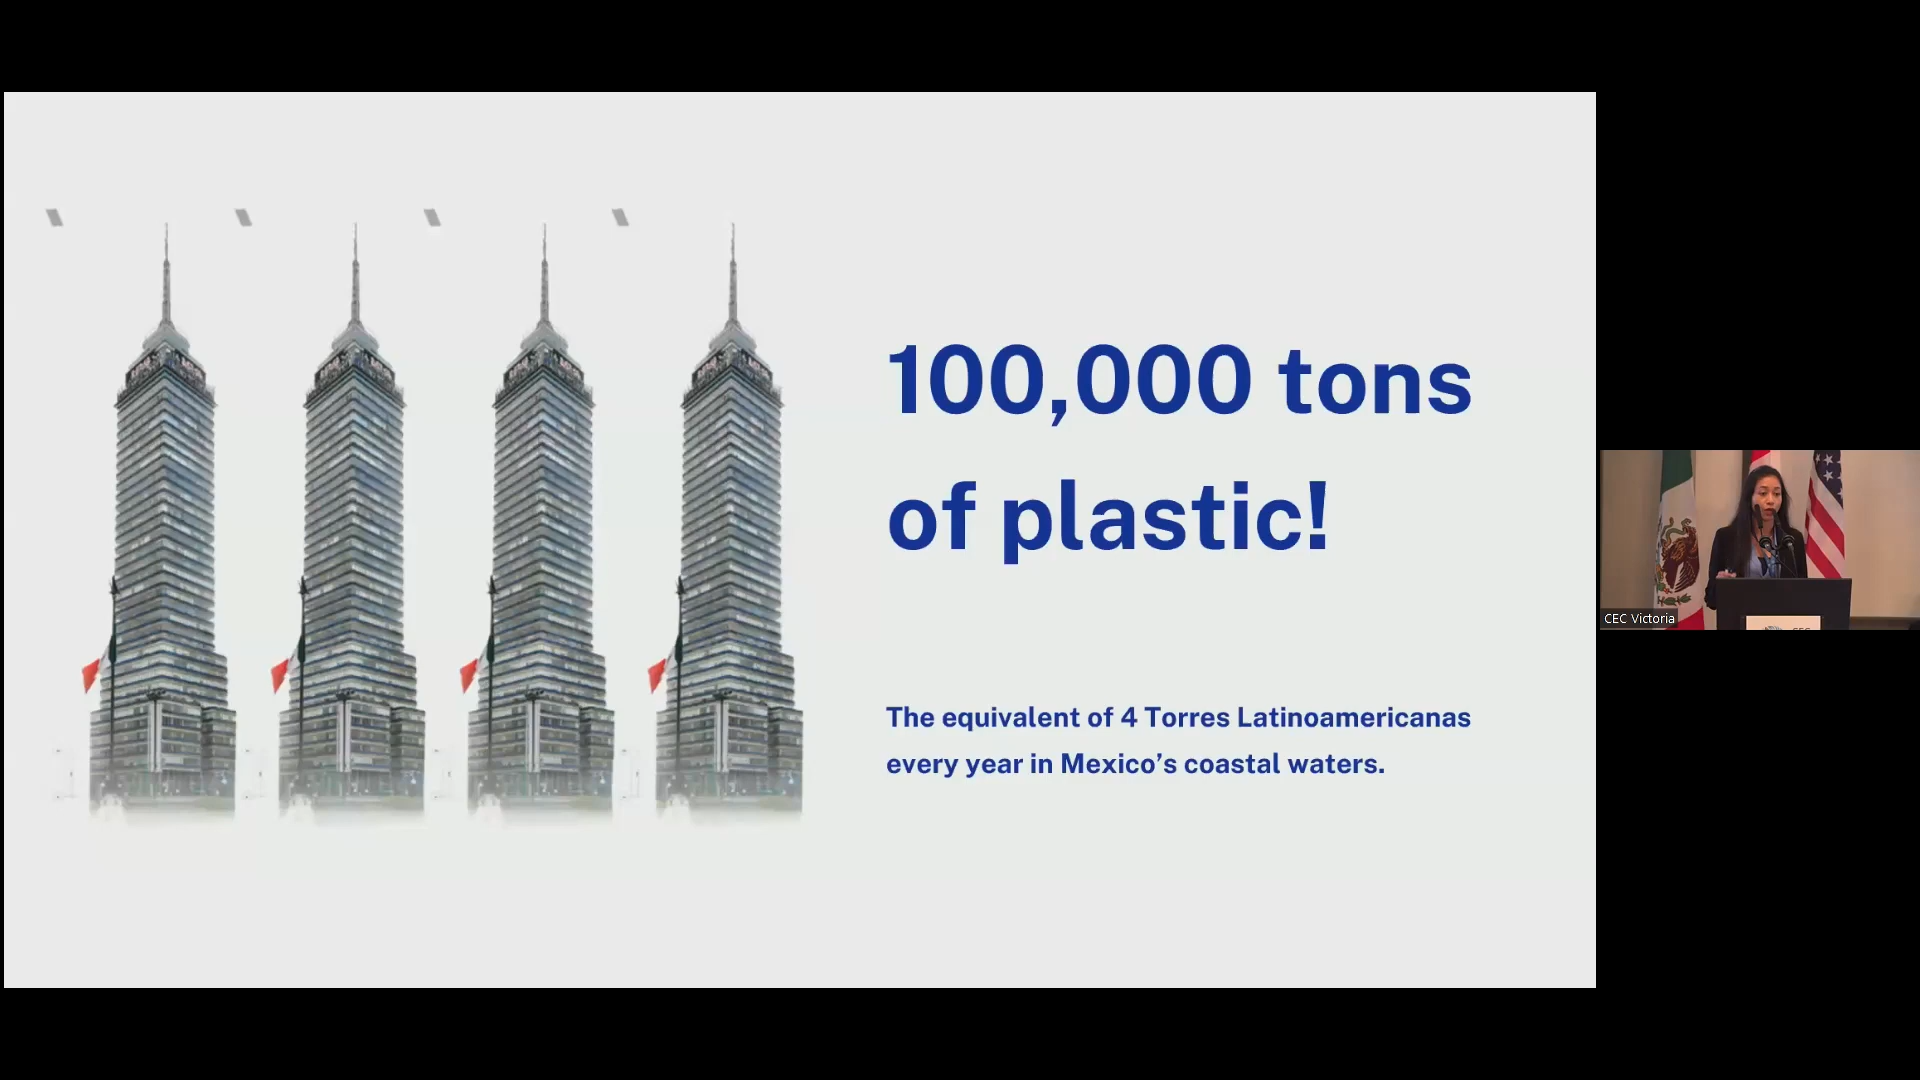 100,000 tons
of plastic!
The equivalent of 4 Torres Latinoamericanas
every year in Mexico’s coastal waters.
CEC Victoria